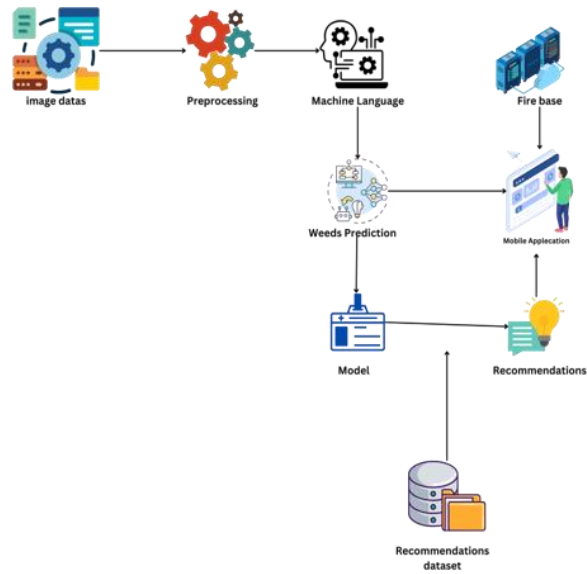 image datas
Preprocessing
Machine Language
Fire base
Weeds Prediction
Mobile Applecation
Model
Recommendations
Recommendations
dataset